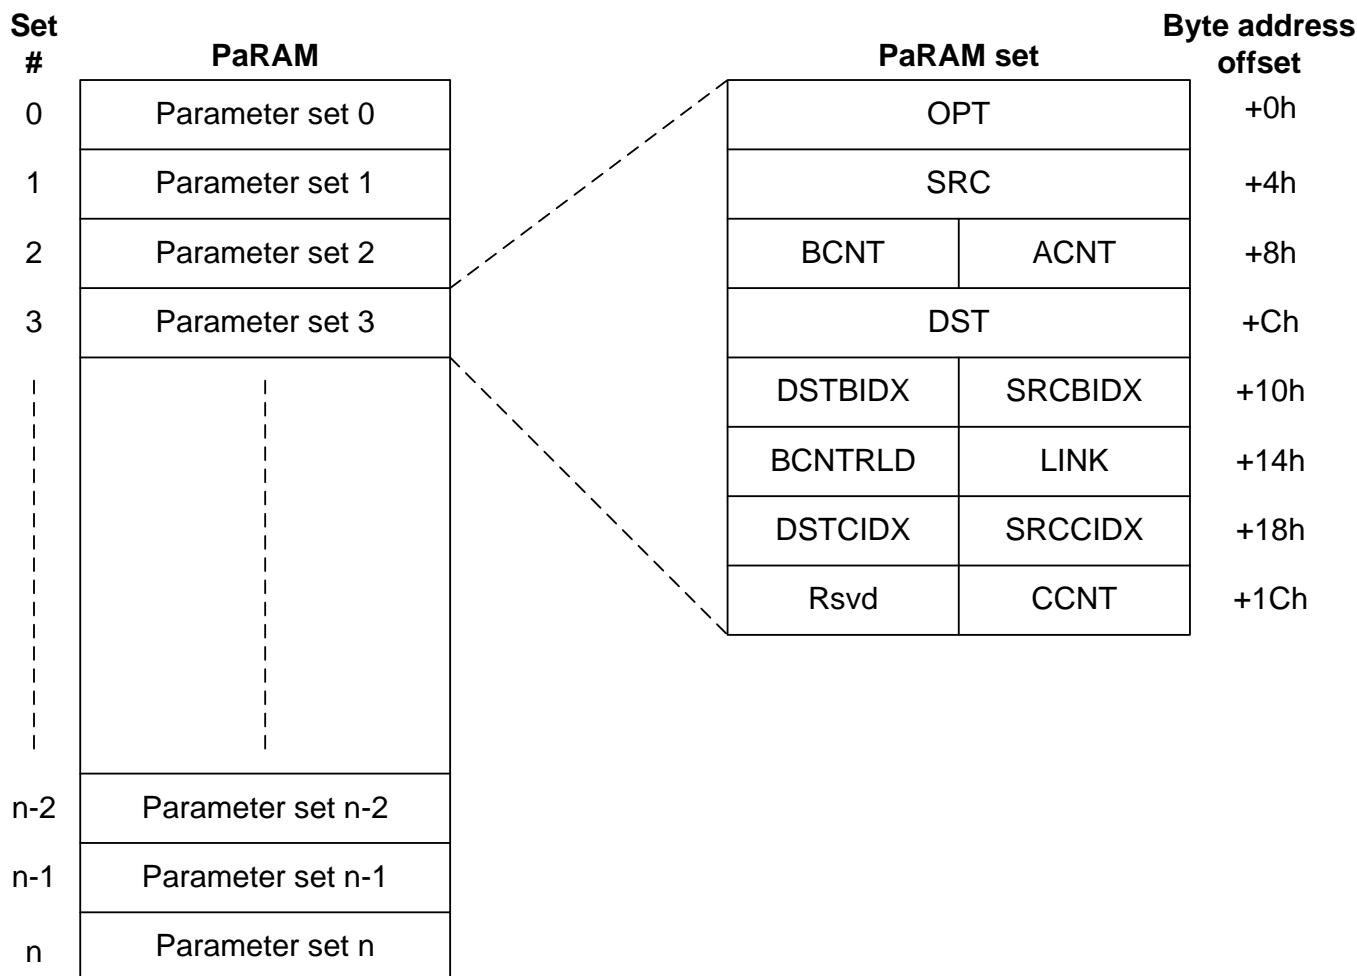 Set # PaRAM PaRAM set Byte address offset
0 Parameter set 0 OPT +0h
1 Parameter set 1 SRC +4h
2 Parameter set 2 BCNT ACNT +8h
3 Parameter set 3 DST +Ch
DSTBIDX SRCBIDX +10h
BCNTRLD LINK +14h
DSTCIDX SRCCIDX +18h
Rsvd CCNT +1Ch
n-2 Parameter set n-2
n-1 Parameter set n-1
n Parameter set n